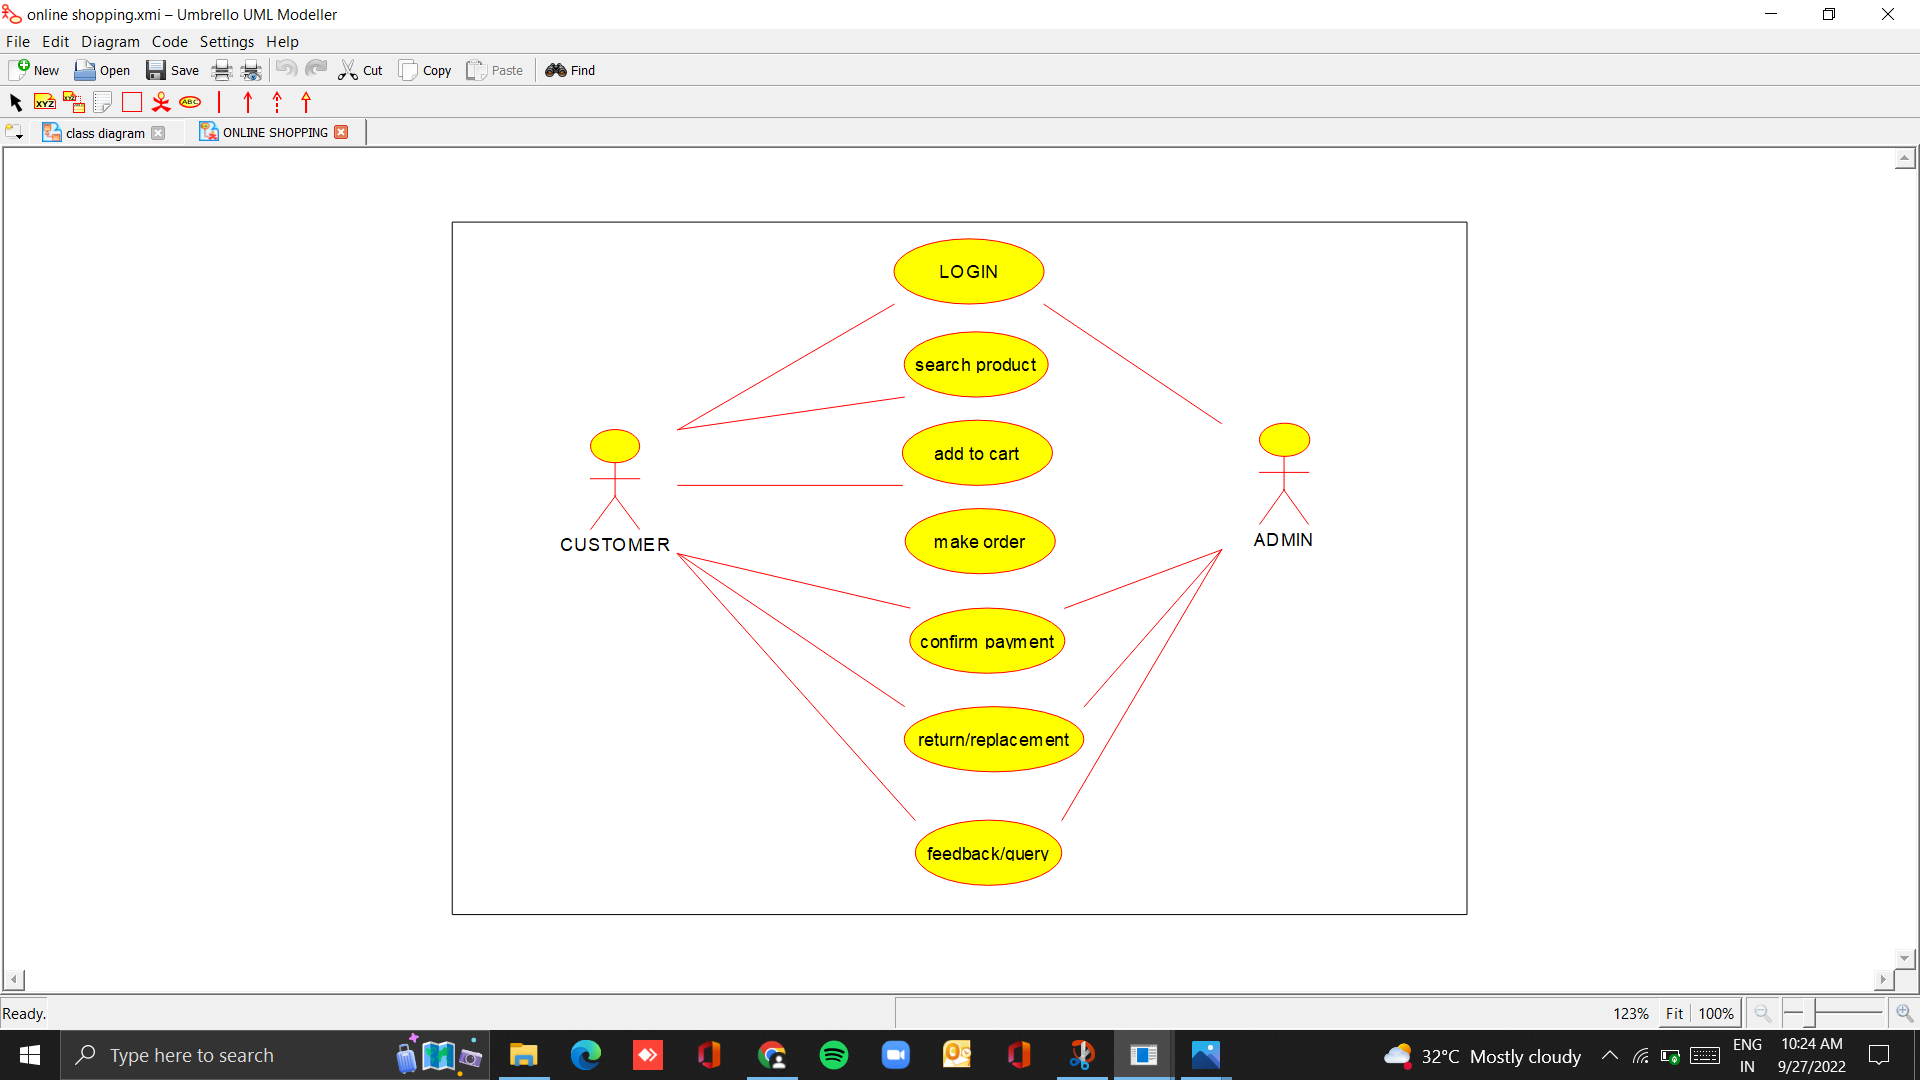 online shopping.xmi – Umbrello UML Modeller
File Edit Diagram Code Settings Help
New Open Save Cut Copy Paste Find
XYZ XYZ ABC
class diagram ONLINE SHOPPING
LOGIN
search product
add to cart
make order
CUSTOMER
ADMIN
confirm payment
return/replacement
feedback/query
Ready.
123% Fit 100%
Type here to search
32°C Mostly cloudy
ENG
IN
10:24 AM
9/27/2022